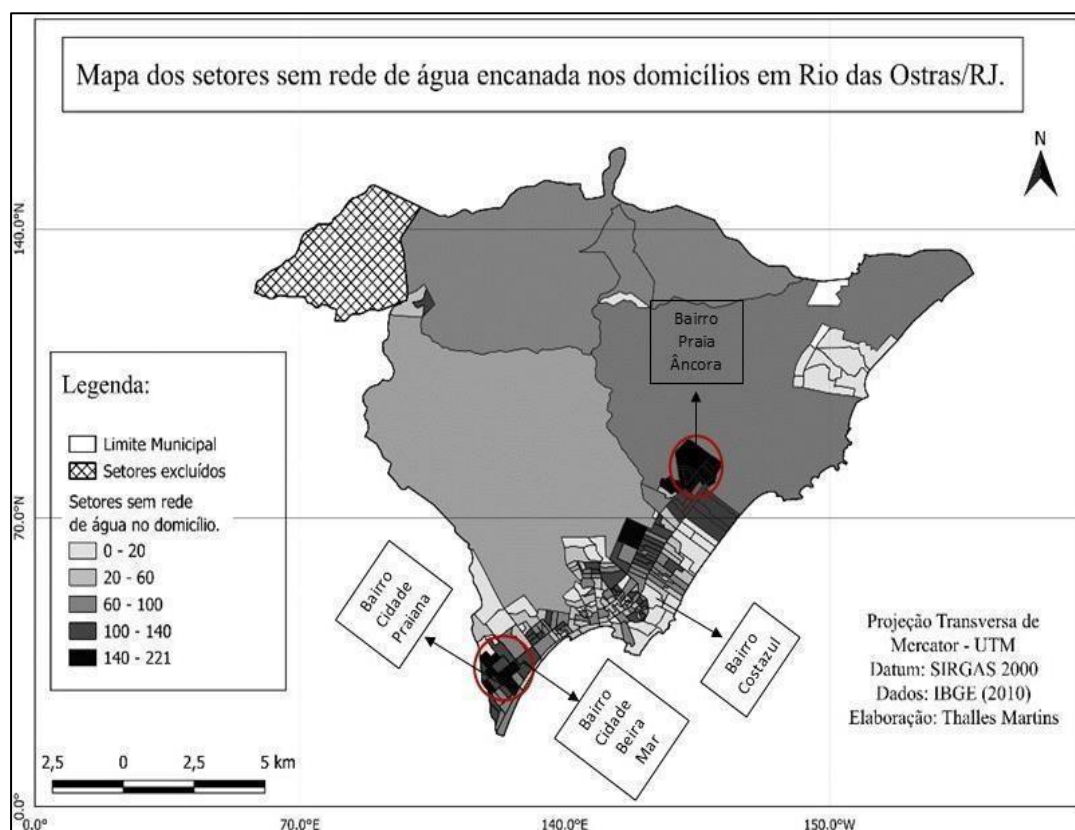 Mapa dos setores sem rede de água encanada nos domicílios em Rio das Ostras/RJ.
N
140.0°N
70.0°N
0.0°
Bairro
Praia
Âncora
Legenda:
Limite Municipal
Setores excluídos
Setores sem rede
de água no domicílio.
0 - 20
20 - 60
60 - 100
100 - 140
140 - 221
Bairro
Cidade
Praiana
Bairro
Cidade
Beira
Mar
Bairro
Costazul
Projeção Transversa de
Mercator - UTM
Datum: SIRGAS 2000
Dados: IBGE (2010)
Elaboração: Thalles Martins
2,5 0 2,5 5 km
0.0° 70.0°E 140.0°E 150.0°W